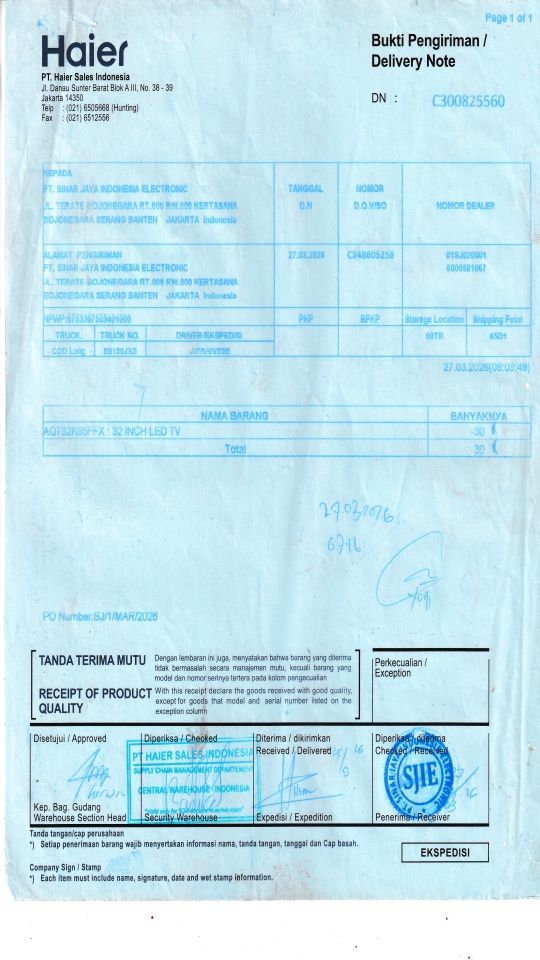 Page 1 of 1
Haier
PT. Haier Sales Indonesia
Jl. Danau Sunter Barat Blok A III, No. 38 - 39
Jakarta 14350
Telp : (021) 6505668 (Hunting)
Fax : (021) 6512556
Bukti Pengiriman /
Delivery Note
DN : C300825560
KEPADA
PT. SINAR JAYA INDONESIA ELECTRONIC
JL. TERATE-BOJONEGARA RT.000 RW.000 KERTASANA
BOJONEGARA SERANG BANTEN JAKARTA Indonesia
TANGGAL
D.N
NOMOR
D.O.V/SO
NOMOR DEALER
ALAMAT PENGIRIMAN
PT. SINAR JAYA INDONESIA ELECTRONIC
JL. TERATE-BOJONEGARA RT.000 RW.000 KERTASANA
BOJONEGARA SERANG BANTEN JAKARTA Indonesia
27.03.2026
C248605258
01SJ020001
PKP
BPKP
Storage Location
Shipping Point
TRUCK.
TRUCK NO.
DRIVER/EKSPEDISI
00TR
65D1
CDD Long
27.03.2026(06:09:49)
NAMA BARANG
BANYAKNYA
: 32 INCH LED TV
-30
Total
30
27.03.2026
07.16
PO Number:SJ/1/MAR/2026
TANDA TERIMA MUTU
Dengan lembaran ini juga, menyatakan bahwa barang yang diterima
tidak bermasalah secara manajemen mutu, kecuali barang yang
model dan nomor serinya tertera pada kolom pengecualian
RECEIPT OF PRODUCT
QUALITY
With this receipt declare the goods received with good quality,
except for goods that model and serial number listed on the
exception column
Perkecualian /
Exception
Disetujui / Approved
Diperiksa / Checked
Diterima / dikirimkan
Received / Delivered
Diperiksa / diterima
Checked / Received
PT HAIER SALES INDONESIA
SUPPLY CHAIN MANAGEMENT DEPARTEMENT
CENTRAL WAREHOUSE - INDONESIA
SJIE
Kep. Bag. Gudang
Warehouse Section Head
Security Warehouse
Expedisi / Expedition
Penerima / Receiver
Tanda tangan/cap perusahaan
*) Setiap penerimaan barang wajib menyertakan informasi nama, tanda tangan, tanggal dan Cap basah.
EKSPEDISI
Company Sign / Stamp
*) Each item must include name, signature, date and wet stamp information.